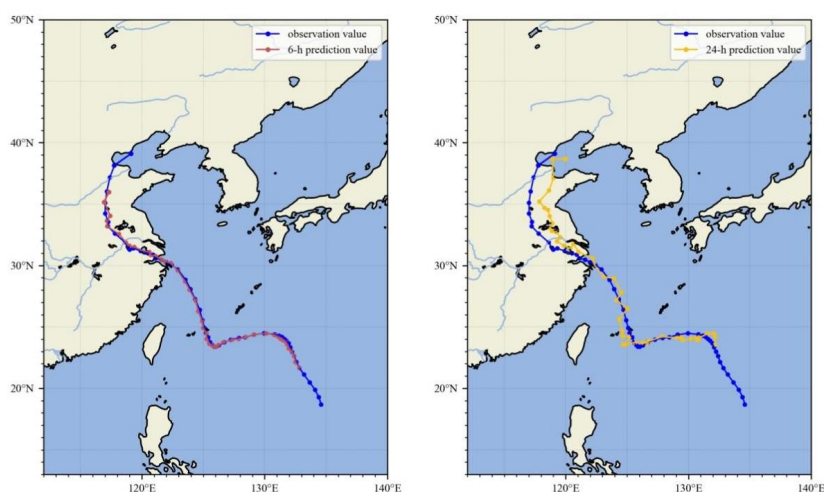 50°N
40°N
30°N
20°N
120°E
130°E
140°E
observation value
6-h prediction value
50°N
40°N
30°N
20°N
120°E
130°E
140°E
observation value
24-h prediction value